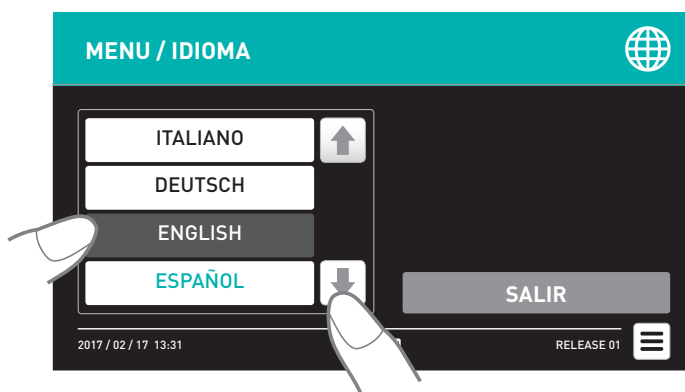 MENU / IDIOMA
ITALIANO
DEUTSCH
ENGLISH
ESPAÑOL
SALIR
2017 / 02 / 17 13:31
RELEASE 01